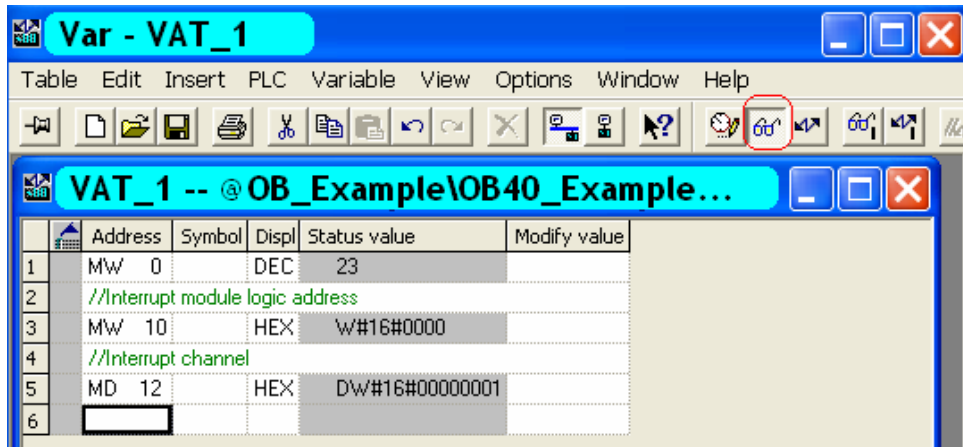 Var - VAT_1
Table Edit Insert PLC Variable View Options Window Help
VAT_1 -- @OB_Example\OB40_Example...
Address Symbol Displ Status value Modify value
1 MW 0 DEC 23
2 //Interrupt module logic address
3 MW 10 HEX W#16#0000
4 //Interrupt channel
5 MD 12 HEX DW#16#00000001
6